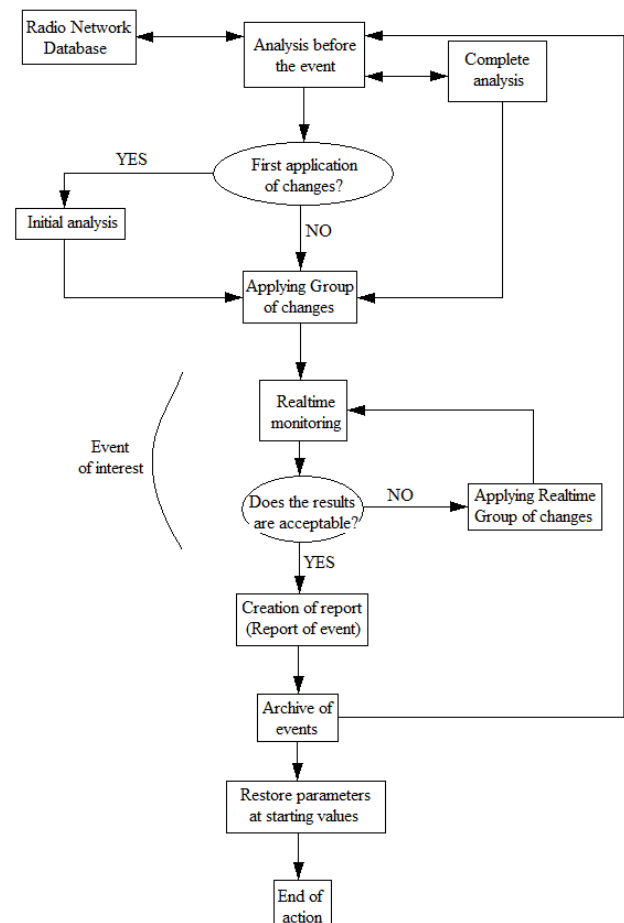 Radio Network
Database
Analysis before
the event
Complete
analysis
YES
First application
of changes?
Initial analysis
NO
Applying Group
of changes
Realtime
monitoring
Event
of interest
Does the results
are acceptable?
NO
Applying Realtime
Group of changes
YES
Creation of report
(Report of event)
Archive of
events
Restore parameters
at starting values
End of
action